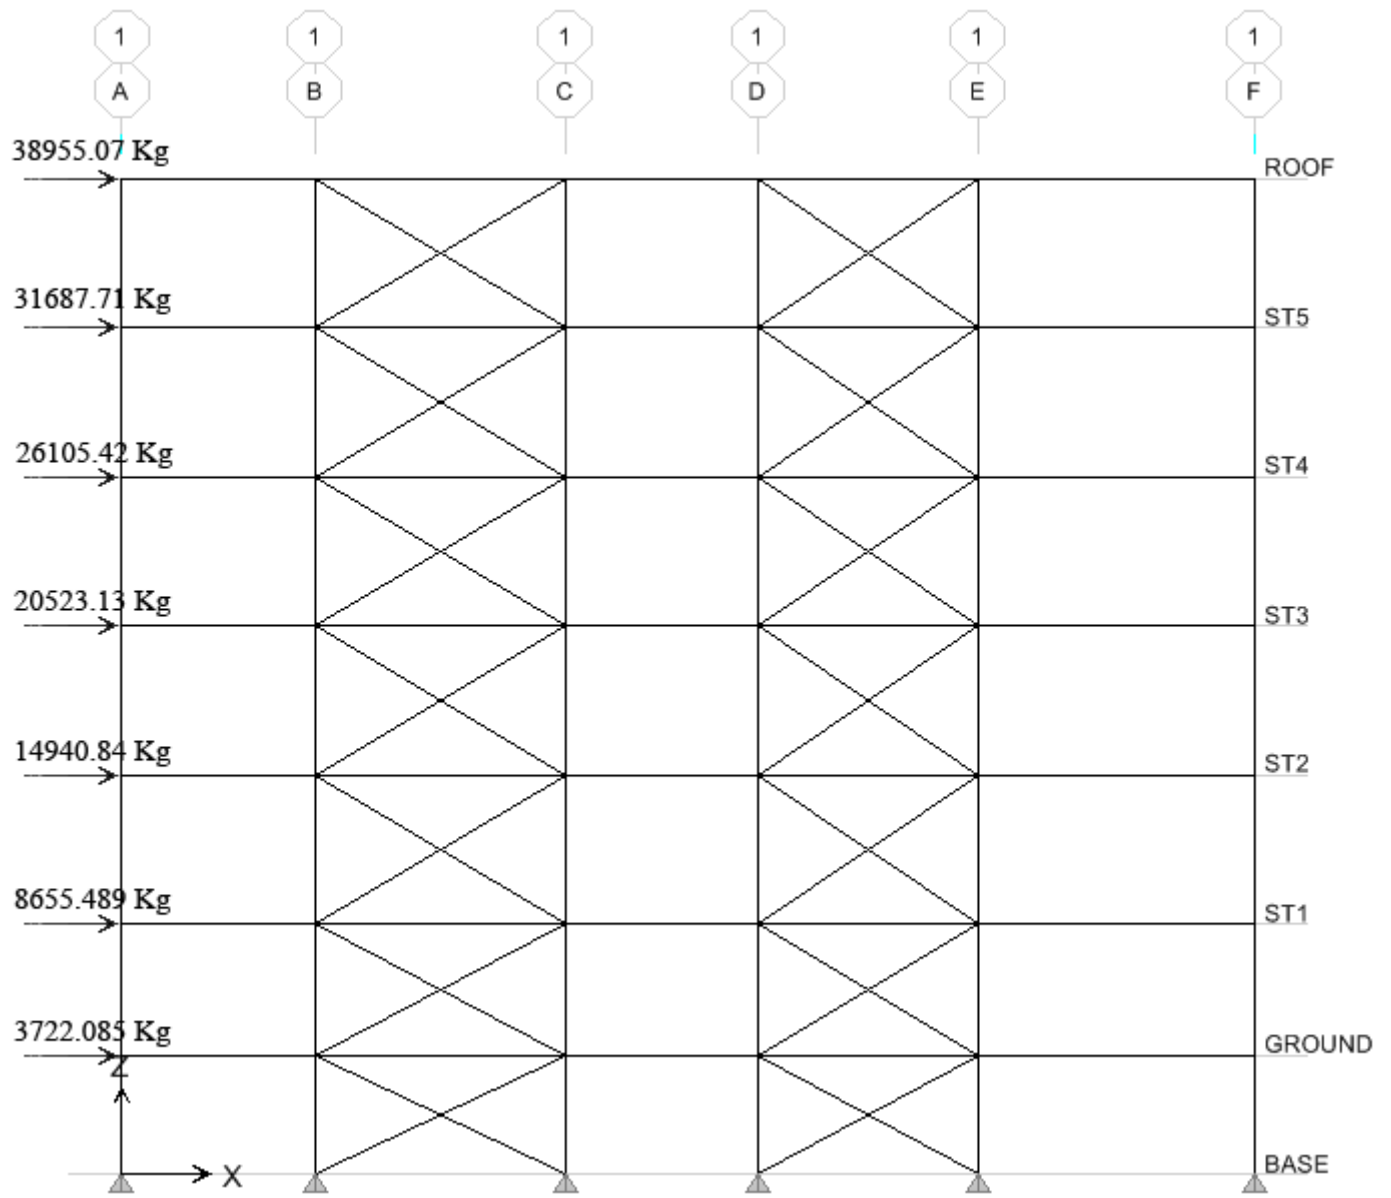 1 1 1 1 1 1
A B C D E F
38955.07 Kg
ROOF
31687.71 Kg
ST5
26105.42 Kg
ST4
20523.13 Kg
ST3
14940.84 Kg
ST2
8655.489 Kg
ST1
3722.085 Kg
GROUND
Z
X
BASE